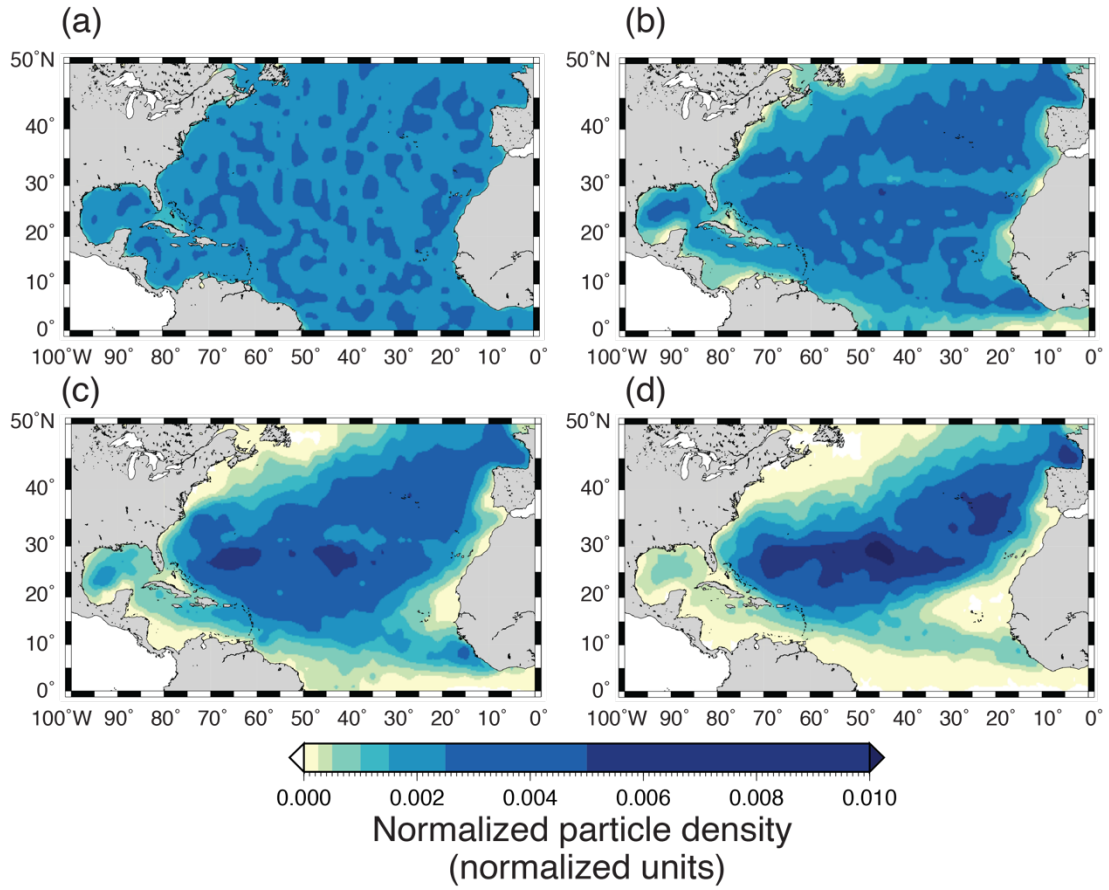 (a) (b)
50˚N 50˚N
40˚ 40˚
30˚ 30˚
20˚ 20˚
10˚ 10˚
0˚ 0˚
100˚W 90˚ 80˚ 70˚ 60˚ 50˚ 40˚ 30˚ 20˚ 10˚ 0˚ 100˚W 90˚ 80˚ 70˚ 60˚ 50˚ 40˚ 30˚ 20˚ 10˚ 0˚
(c) (d)
50˚N 50˚N
40˚ 40˚
30˚ 30˚
20˚ 20˚
10˚ 10˚
0˚ 0˚
100˚W 90˚ 80˚ 70˚ 60˚ 50˚ 40˚ 30˚ 20˚ 10˚ 0˚ 100˚W 90˚ 80˚ 70˚ 60˚ 50˚ 40˚ 30˚ 20˚ 10˚ 0˚
0.000 0.002 0.004 0.006 0.008 0.010
Normalized particle density
(normalized units)